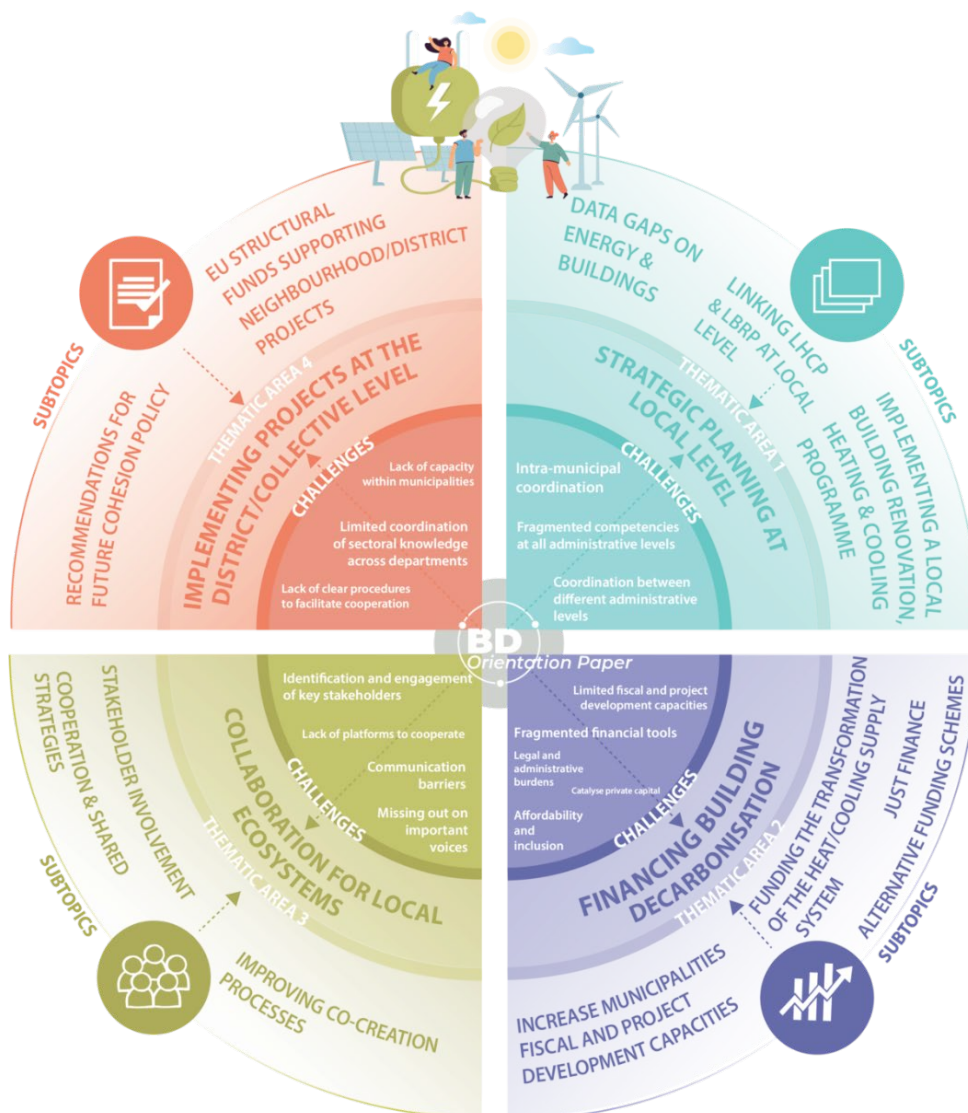 EU STRUCTURAL
FUNDS SUPPORTING
NEIGHBOURHOOD/DISTRICT
PROJECTS
SUBTOPICS
RECOMMENDATIONS FOR
FUTURE COHESION POLICY
THEMATIC AREA 4
IMPLEMENTING PROJECTS AT THE
DISTRICT/COLLECTIVE LEVEL
CHALLENGES
Lack of capacity
within municipalities
Limited coordination
of sectoral knowledge
across departments
Lack of clear procedures
to facilitate cooperation
DATA GAPS ON
ENERGY &
BUILDINGS
LINKING LHCP
& LBRP AT LOCAL
LEVEL
SUBTOPICS
IMPLEMENTING A LOCAL
BUILDING RENOVATION,
HEATING & COOLING
PROGRAMME
THEMATIC AREA 1
STRATEGIC PLANNING AT
LOCAL LEVEL
CHALLENGES
Intra-municipal
coordination
Fragmented competencies
at all administrative levels
Coordination between
different administrative
levels
BD
Orientation Paper
Identification and engagement
of key stakeholders
Lack of platforms to cooperate
Communication
barriers
Missing out on
important
voices
CHALLENGES
COLLABORATION FOR LOCAL
ECOSYSTEMS
THEMATIC AREA 3
STAKEHOLDER INVOLVEMENT
COOPERATION & SHARED
STRATEGIES
SUBTOPICS
IMPROVING CO-CREATION
PROCESSES
Limited fiscal and project
development capacities
Fragmented financial tools
Legal and
administrative
burdens
Catalyse private capital
Affordability
and
inclusion
CHALLENGES
FINANCING BUILDING
DECARBONISATION
THEMATIC AREA 2
FUNDING THE TRANSFORMATION
OF THE HEAT/COOLING SUPPLY
SYSTEM
JUST FINANCE
ALTERNATIVE FUNDING SCHEMES
SUBTOPICS
INCREASE MUNICIPALITIES
FISCAL AND PROJECT
DEVELOPMENT CAPACITIES